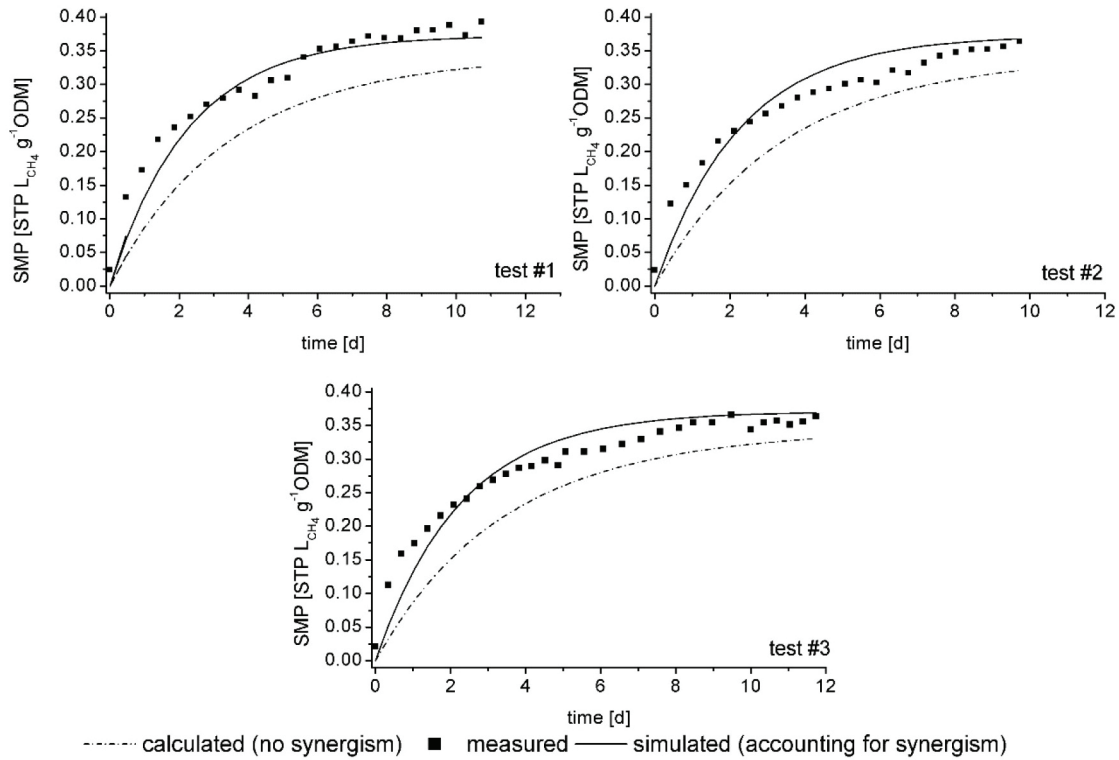 0.40
0.35
0.30
0.25
0.20
0.15
0.10
0.05
0.00
SMP [STP L_CH4 g⁻¹ODM]
0 2 4 6 8 10 12
time [d]
test #1
0.40
0.35
0.30
0.25
0.20
0.15
0.10
0.05
0.00
SMP [STP L_CH4 g⁻¹ODM]
0 2 4 6 8 10 12
time [d]
test #2
0.40
0.35
0.30
0.25
0.20
0.15
0.10
0.05
0.00
SMP [STP L_CH4 g⁻¹ODM]
0 2 4 6 8 10 12
time [d]
test #3
calculated (no synergism) measured simulated (accounting for synergism)